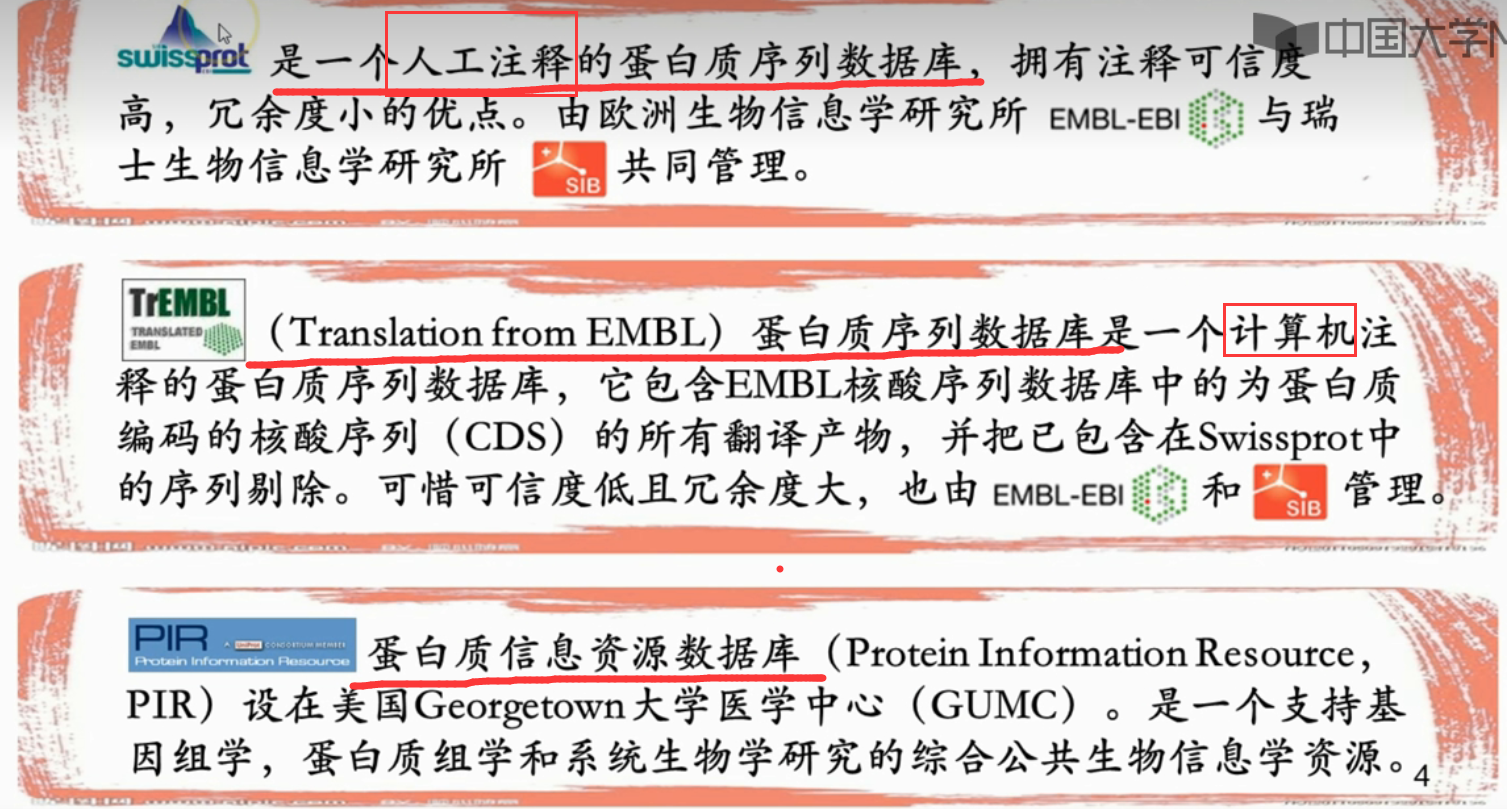 中国大学M
swissprot 是一个人工注释的蛋白质序列数据库，拥有注释可信度
高，冗余度小的优点。由欧洲生物信息学研究所 EMBL-EBI 与瑞
士生物信息学研究所 SIB 共同管理。
TrEMBL
TRANSLATED
EMBL
（Translation from EMBL）蛋白质序列数据库是一个计算机注
释的蛋白质序列数据库，它包含EMBL核酸序列数据库中的为蛋白质
编码的核酸序列（CDS）的所有翻译产物，并把已包含在Swissprot中
的序列剔除。可惜可信度低且冗余度大，也由 EMBL-EBI 和 SIB 管理。
PIR A UniProt CONSORTIUM MEMBER
Protein Information Resource
蛋白质信息资源数据库（Protein Information Resource，
PIR）设在美国Georgetown大学医学中心（GUMC）。是一个支持基
因组学，蛋白质组学和系统生物学研究的综合公共生物信息学资源。
4